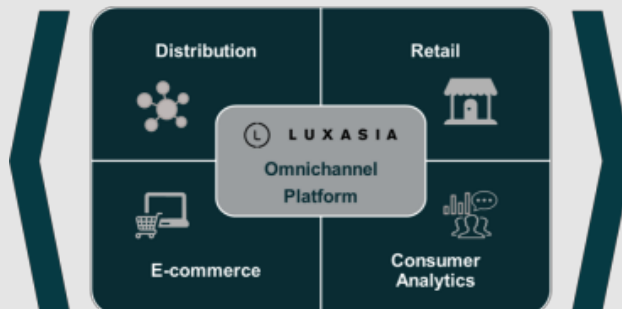 Distribution
Retail
L LUXASIA
Omnichannel
Platform
E-commerce
Consumer
Analytics